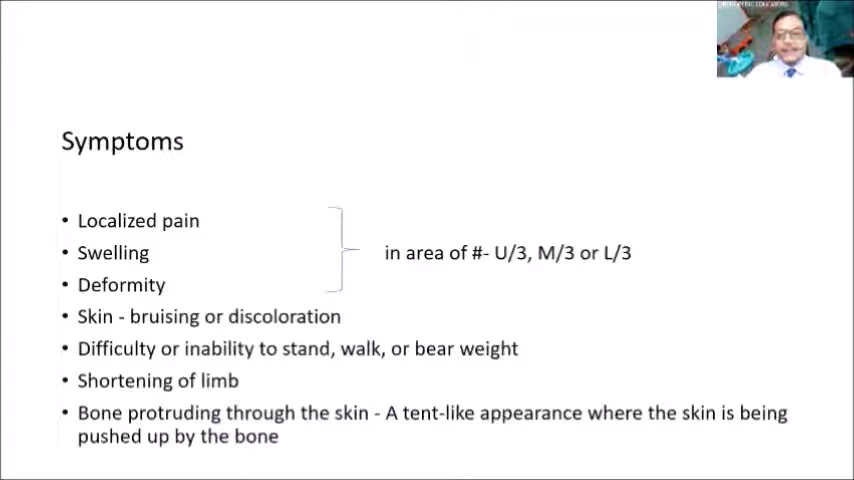 Symptoms
• Localized pain
• Swelling
• Deformity
in area of #- U/3, M/3 or L/3
• Skin - bruising or discoloration
• Difficulty or inability to stand, walk, or bear weight
• Shortening of limb
• Bone protruding through the skin - A tent-like appearance where the skin is being
pushed up by the bone